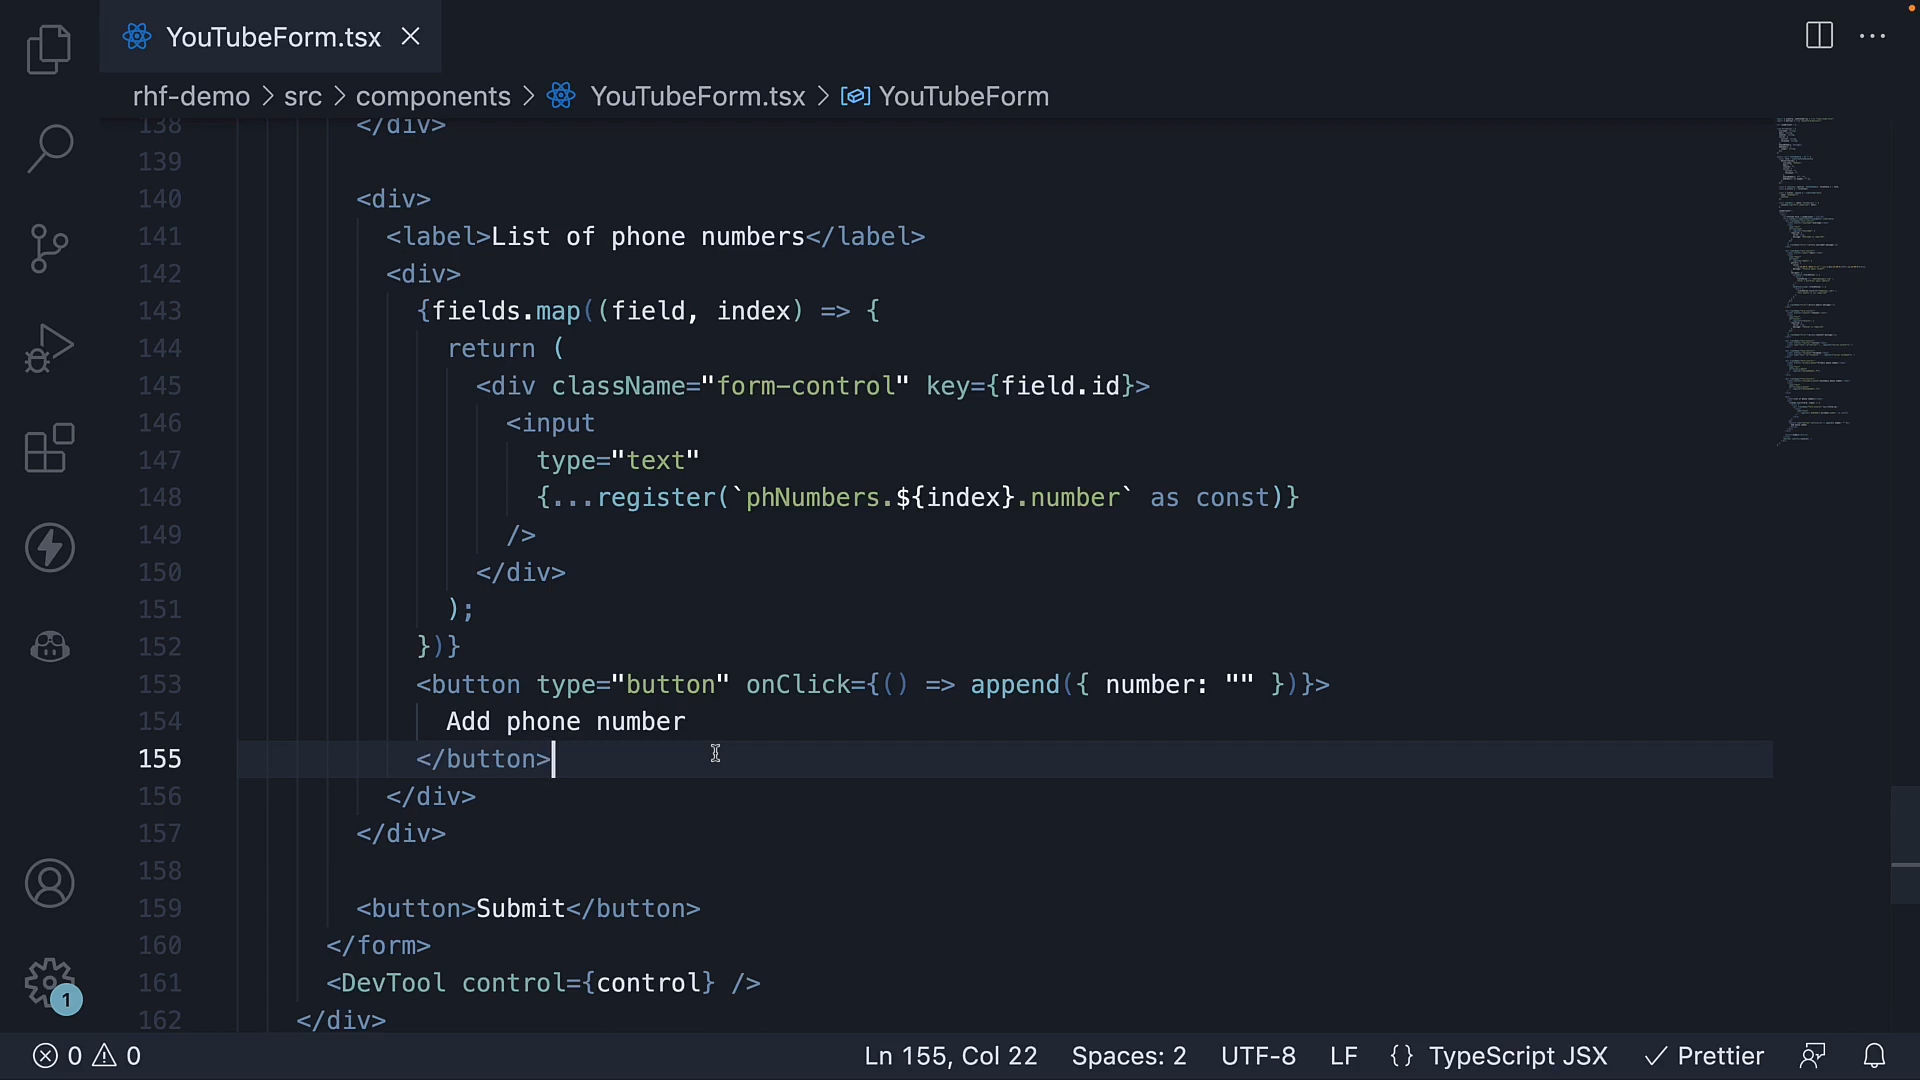 YouTubeForm.tsx
rhf-demo > src > components > YouTubeForm.tsx > YouTubeForm
138 </div>
139
140 <div>
141 <label>List of phone numbers</label>
142 <div>
143 {fields.map((field, index) => {
144 return (
145 <div className="form-control" key={field.id}>
146 <input
147 type="text"
148 {...register(`phNumbers.${index}.number` as const)}
149 />
150 </div>
151 );
152 })}
153 <button type="button" onClick={() => append({ number: "" })}>
154 Add phone number
155 </button>
156 </div>
157 </div>
158
159 <button>Submit</button>
160 </form>
161 <DevTool control={control} />
162 </div>
1
0 0 Ln 155, Col 22 Spaces: 2 UTF-8 LF {} TypeScript JSX Prettier